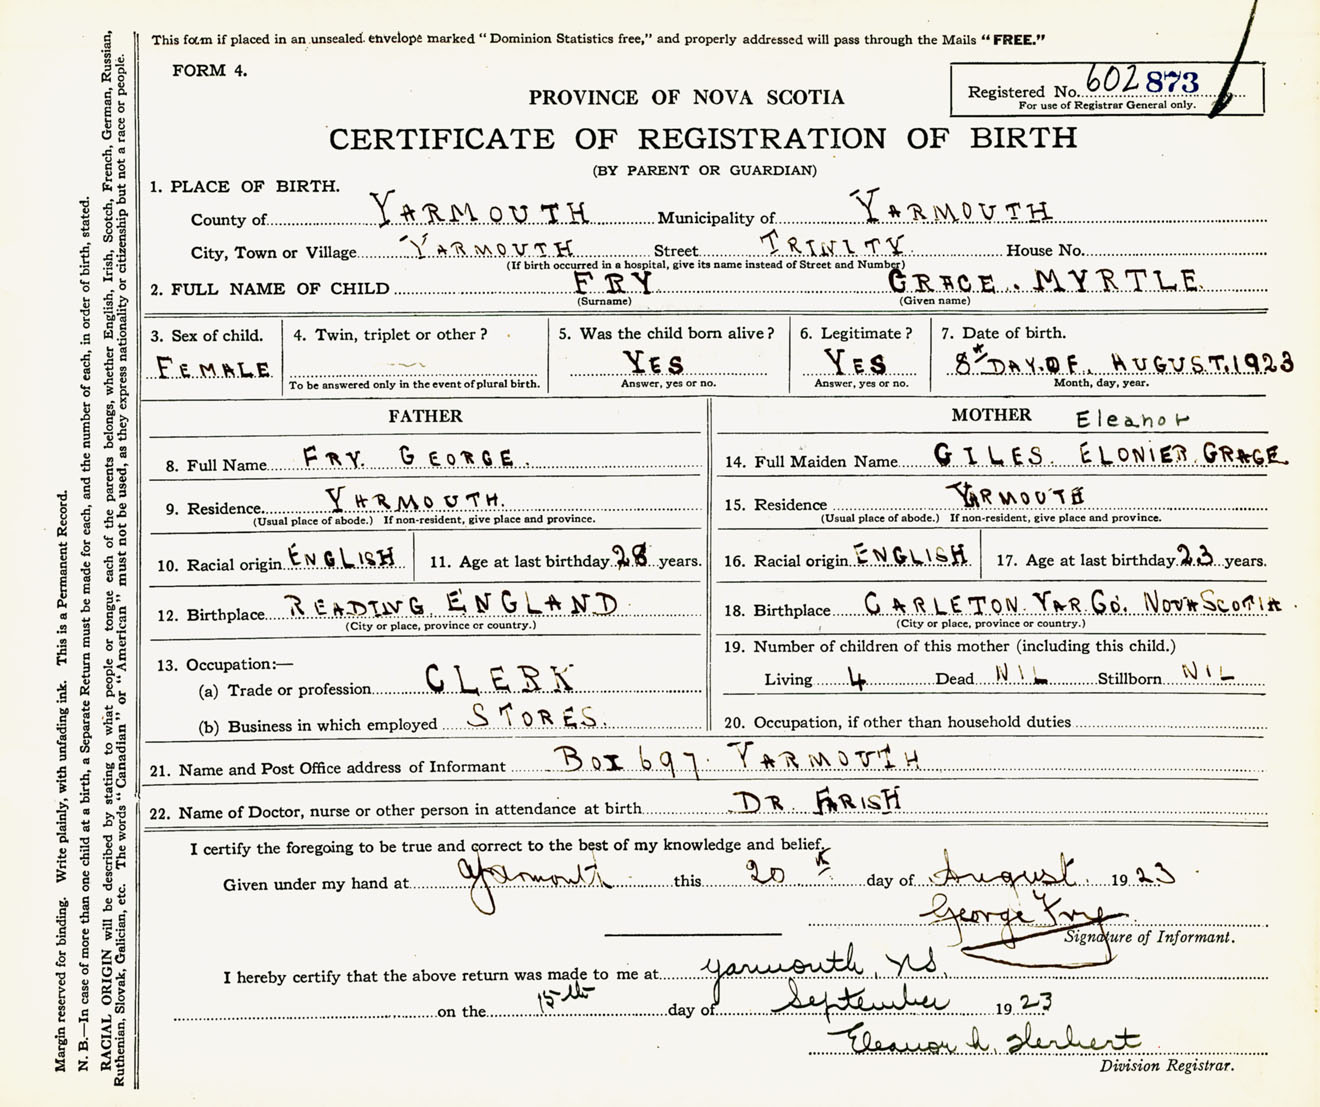 This form if placed in an unsealed envelope marked "Dominion Statistics free," and properly addressed will pass through the Mails "FREE."
FORM 4.
Registered No. 602873
For use of Registrar General only.
PROVINCE OF NOVA SCOTIA
CERTIFICATE OF REGISTRATION OF BIRTH
(BY PARENT OR GUARDIAN)
1. PLACE OF BIRTH.
County of YARMOUTH Municipality of YARMOUTH
City, Town or Village YARMOUTH Street TRINITY House No.
(If birth occurred in a hospital, give its name instead of Street and Number)
2. FULL NAME OF CHILD FRY GRACE. MYRTLE
(Surname) (Given name)
3. Sex of child. 4. Twin, triplet or other? 5. Was the child born alive? 6. Legitimate? 7. Date of birth.
FEMALE YES YES 8th DAY. OF. AUGUST. 1923
To be answered only in the event of plural birth. Answer, yes or no. Answer, yes or no. Month, day, year.
FATHER
8. Full Name FRY. GEORGE.
9. Residence. YARMOUTH.
(Usual place of abode.) If non-resident, give place and province.
10. Racial origin ENGLISH 11. Age at last birthday 28 years.
12. Birthplace READING ENGLAND
(City or place, province or country.)
13. Occupation:—
(a) Trade or profession CLERK
(b) Business in which employed STORES.
MOTHER Eleanor
14. Full Maiden Name GILES. ELONIER. GRACE
15. Residence YARMOUTH
(Usual place of abode.) If non-resident, give place and province.
16. Racial origin ENGLISH 17. Age at last birthday 23 years.
18. Birthplace CARLETON. YAR. CO. NOVA SCOTIA.
(City or place, province or country.)
19. Number of children of this mother (including this child.)
Living 4 Dead NIL Stillborn NIL
20. Occupation, if other than household duties
21. Name and Post Office address of Informant BOX 697. YARMOUTH
22. Name of Doctor, nurse or other person in attendance at birth DR. FARISH
I certify the foregoing to be true and correct to the best of my knowledge and belief.
Given under my hand at Yarmouth this 20th day of August. 1923
George Fry
Signature of Informant.
I hereby certify that the above return was made to me at Yarmouth, N.S.
on the 15th day of September 1923
Eleanor h. Herbert
Division Registrar.
Margin reserved for binding. Write plainly, with unfading ink. This is a Permanent Record.
N. B.—In case of more than one child at a birth, a Separate Return must be made for each, and the number of each, in order of birth, stated.
RACIAL ORIGIN will be described by stating to what people or tongue each of the parents belongs, whether English, Irish, Scotch, French, German, Russian,
Ruthenian, Slovak, Galician, etc. The words "Canadian" or "American" must not be used, as they express nationality or citizenship but not a race or people.